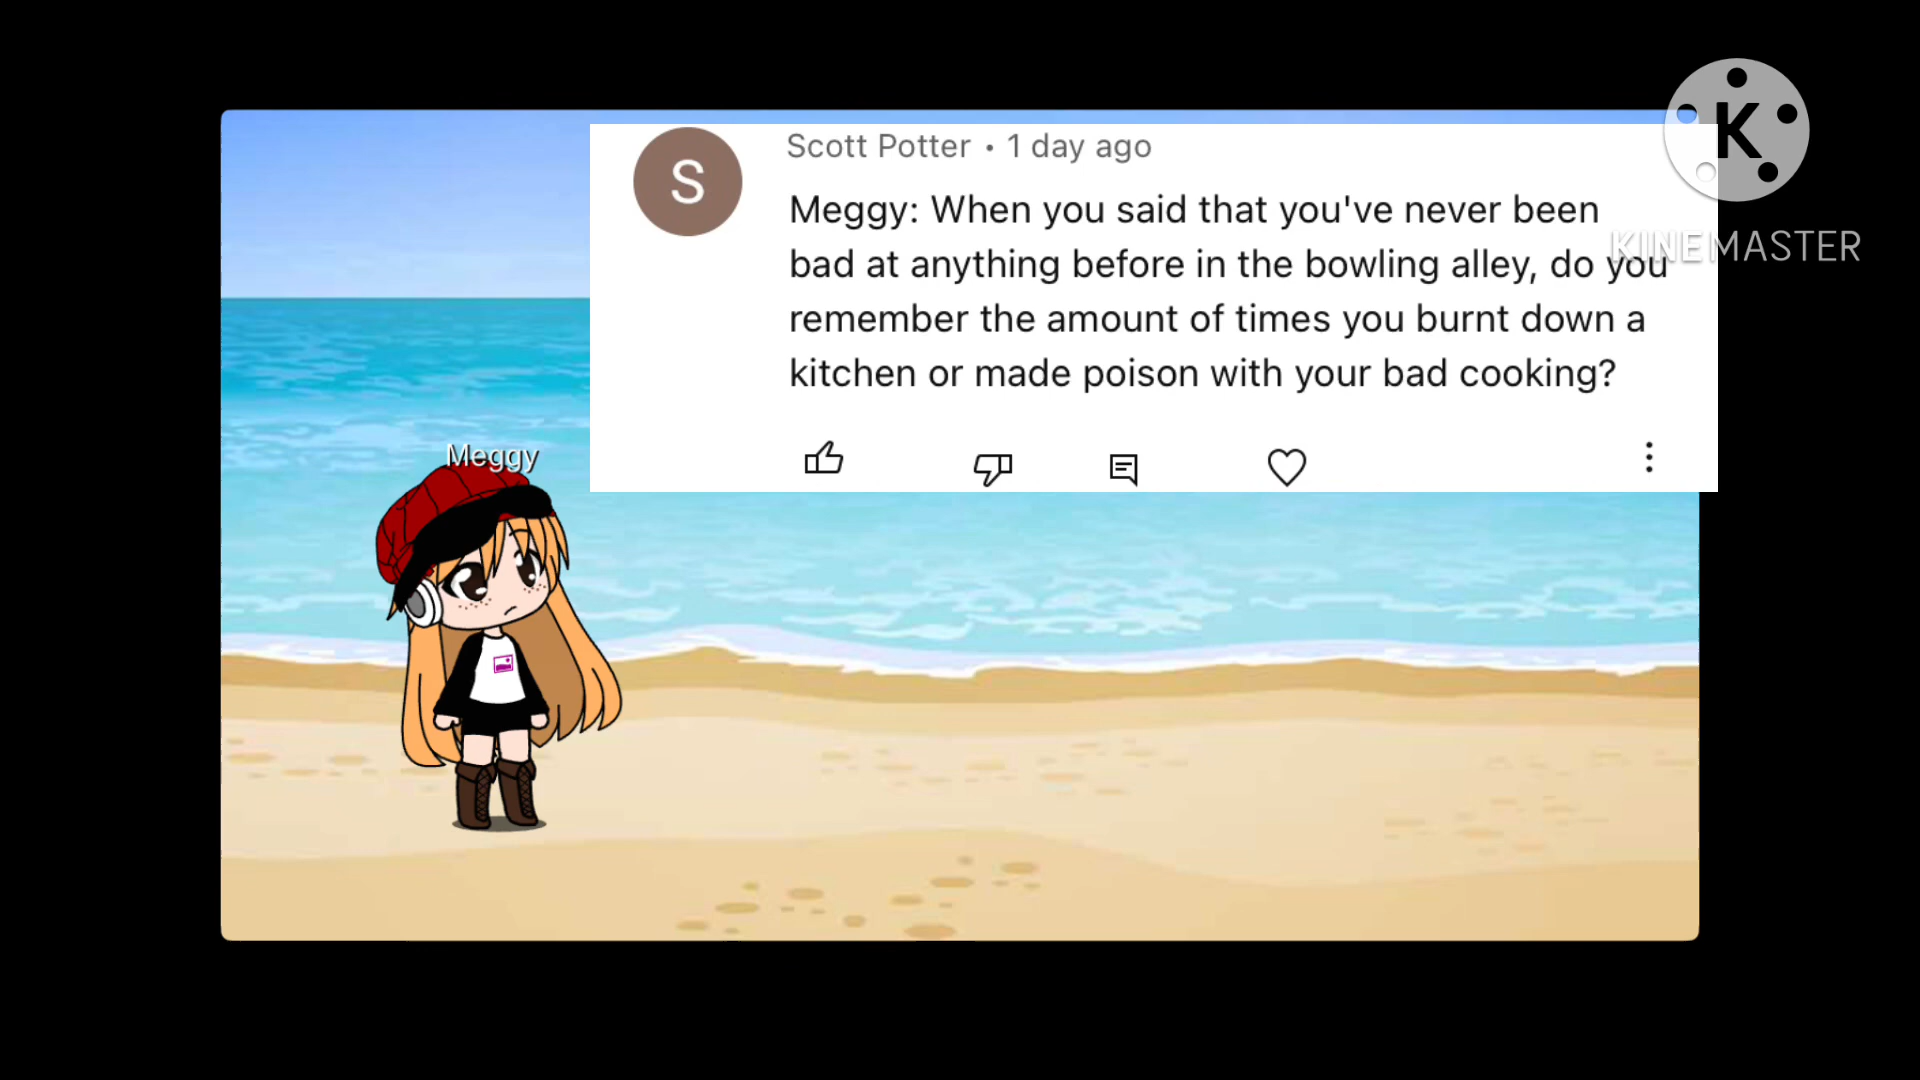 Scott Potter • 1 day ago
S
Meggy: When you said that you've never been
bad at anything before in the bowling alley, do you
remember the amount of times you burnt down a
kitchen or made poison with your bad cooking?
K
KINEMASTER
Meggy